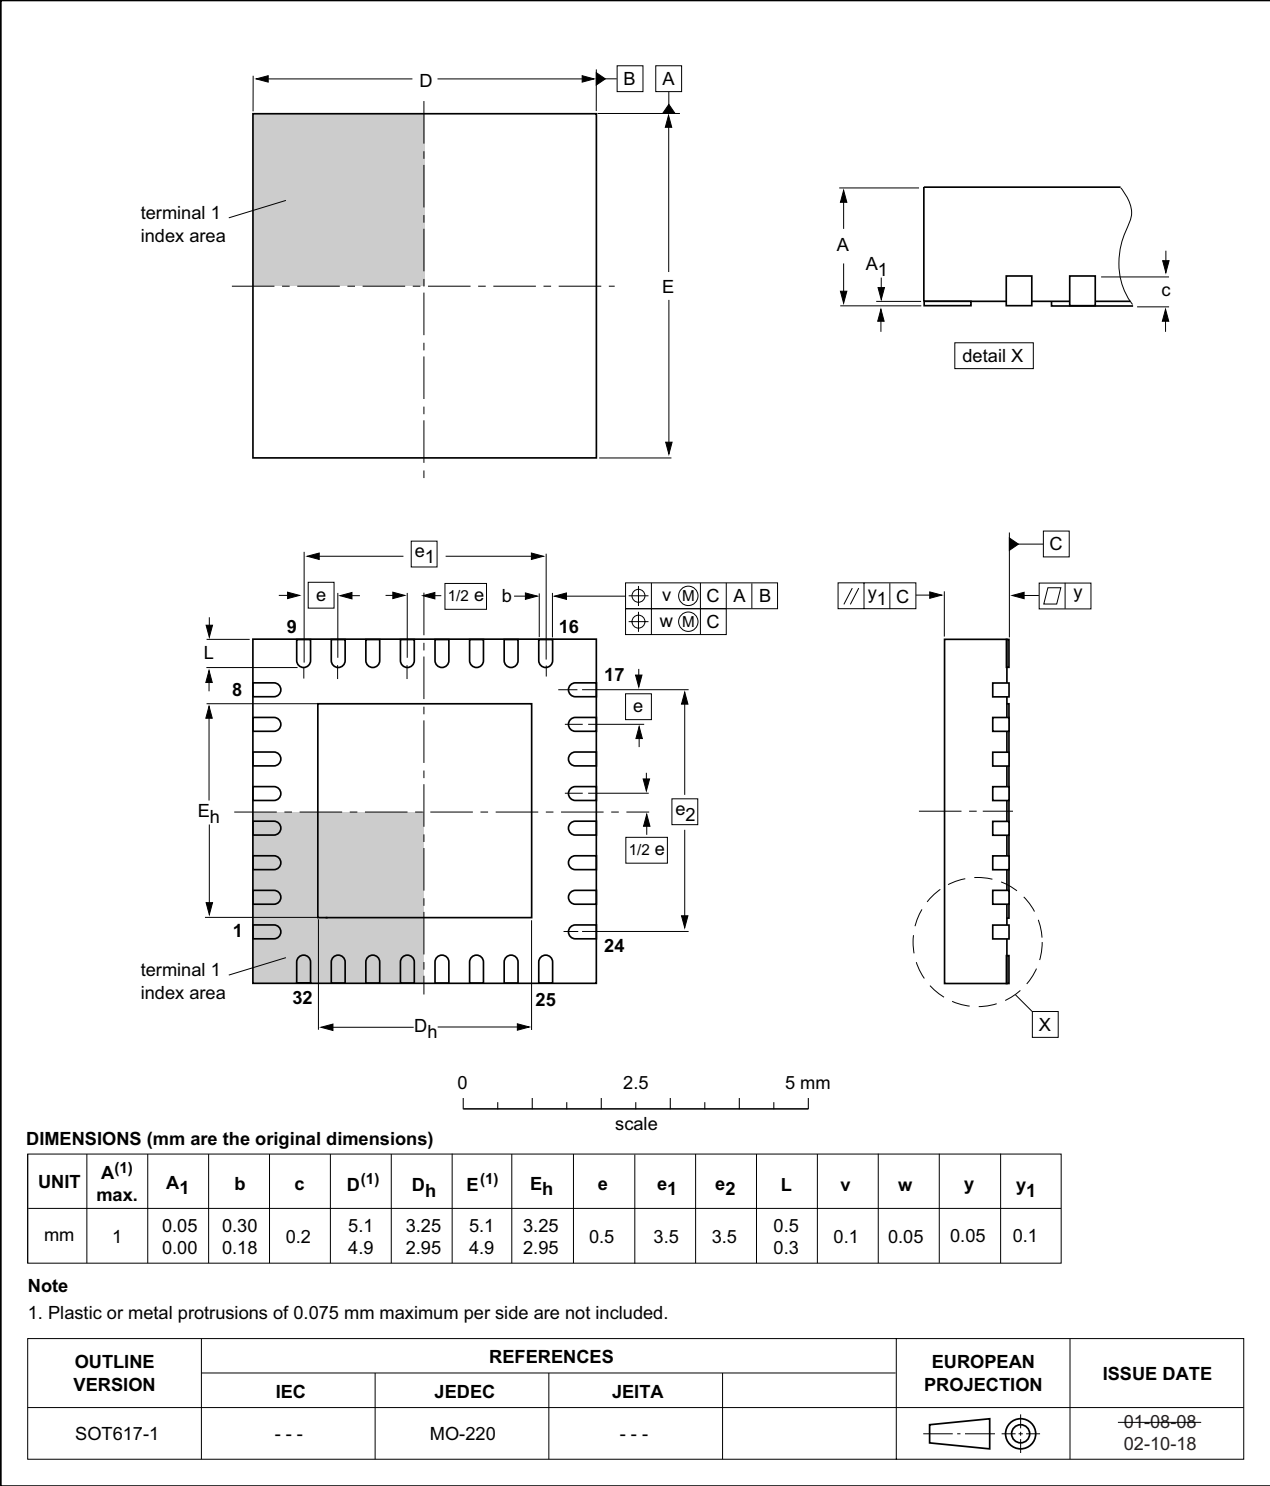 D
B
A
terminal 1
index area
E
A
A1
c
detail X
e1
C
e
1/2 e
b
v M C A B
w M C
// y1 C
y
9
16
L
8
17
e
Eh
e2
1/2 e
1
24
terminal 1
index area
32
25
Dh
X
0 2.5 5 mm
scale
DIMENSIONS (mm are the original dimensions)
UNIT A(1) max. A1 b c D(1) Dh E(1) Eh e e1 e2 L v w y y1
mm 1 0.05 0.00 0.30 0.18 0.2 5.1 4.9 3.25 2.95 5.1 4.9 3.25 2.95 0.5 3.5 3.5 0.5 0.3 0.1 0.05 0.05 0.1
Note
1. Plastic or metal protrusions of 0.075 mm maximum per side are not included.
OUTLINE VERSION
REFERENCES
EUROPEAN PROJECTION
ISSUE DATE
IEC JEDEC JEITA
SOT617-1 - - - MO-220 - - -
01-08-08
02-10-18